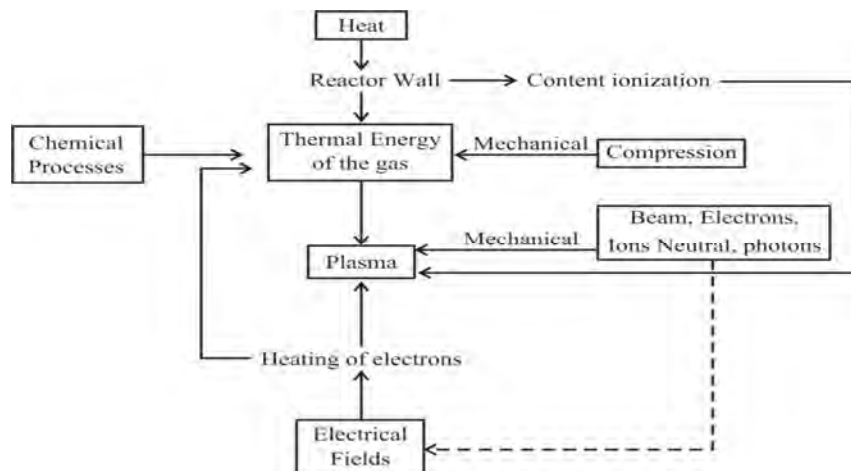 Heat
Reactor Wall
Content ionization
Chemical
Processes
Thermal Energy
of the gas
Mechanical
Compression
Beam, Electrons,
Ions Neutral, photons
Mechanical
Plasma
Heating of electrons
Electrical
Fields